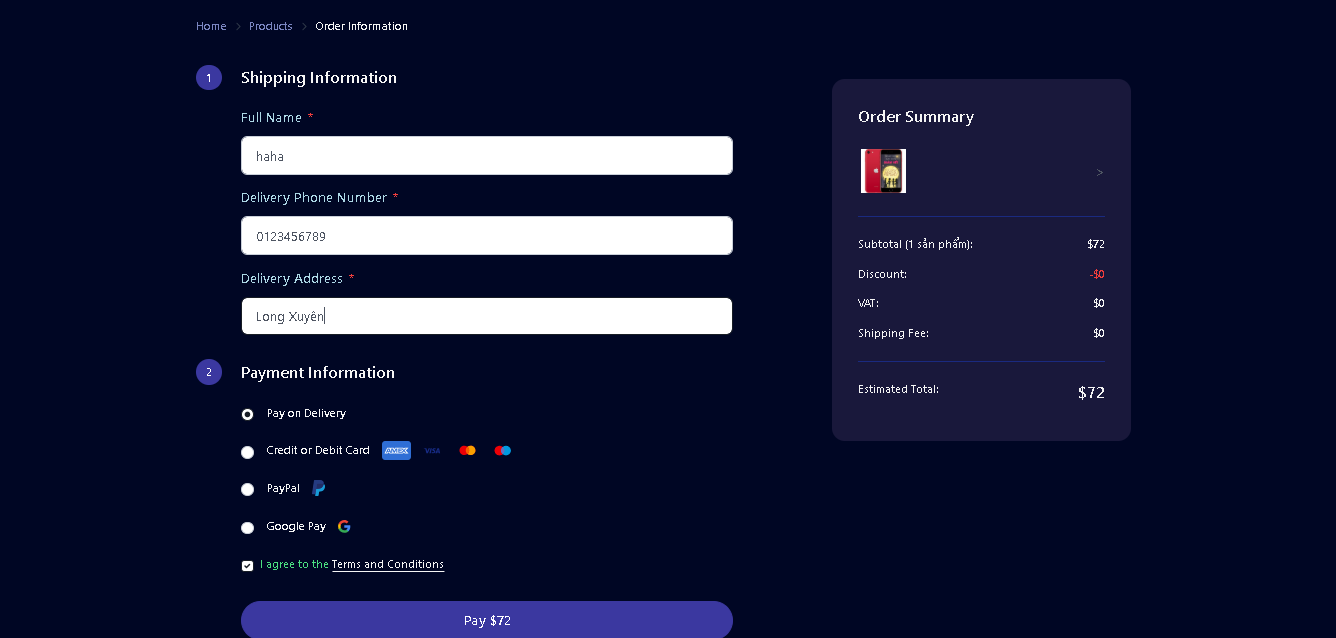 Home > Products > Order Information
1 Shipping Information
Full Name *
haha
Delivery Phone Number *
0123456789
Delivery Address *
Long Xuyên
2 Payment Information
Pay on Delivery
Credit or Debit Card AMEX VISA
PayPal
Google Pay
I agree to the Terms and Conditions
Pay $72
Order Summary
>
Subtotal (1 sản phẩm): $72
Discount: -$0
VAT: $0
Shipping Fee: $0
Estimated Total: $72